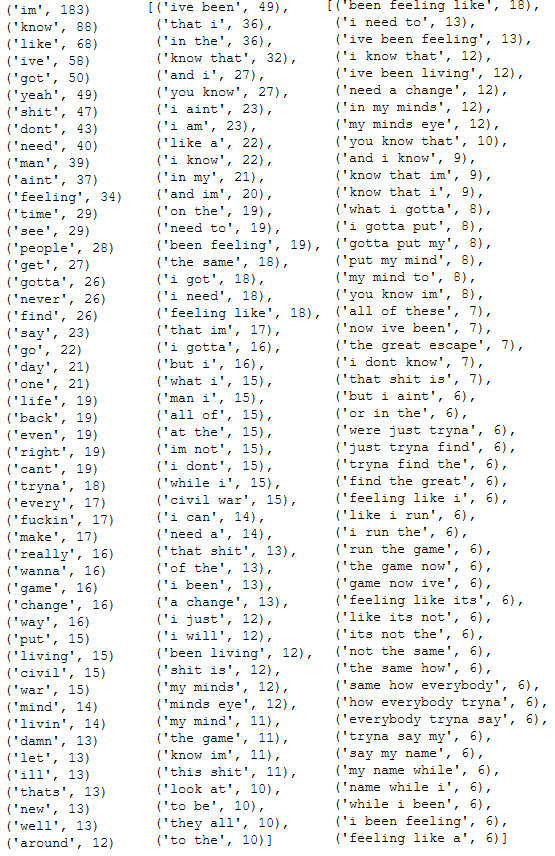 ('im', 183)
('know', 88)
('like', 68)
('ive', 58)
('got', 50)
('yeah', 49)
('shit', 47)
('dont', 43)
('need', 40)
('man', 39)
('aint', 37)
('feeling', 34)
('time', 29)
('see', 29)
('people', 28)
('get', 27)
('gotta', 26)
('never', 26)
('find', 26)
('say', 23)
('go', 22)
('day', 21)
('one', 21)
('life', 19)
('back', 19)
('even', 19)
('right', 19)
('cant', 19)
('tryna', 18)
('every', 17)
('fuckin', 17)
('make', 17)
('really', 16)
('wanna', 16)
('game', 16)
('change', 16)
('way', 16)
('put', 15)
('living', 15)
('civil', 15)
('war', 15)
('mind', 14)
('livin', 14)
('damn', 13)
('let', 13)
('ill', 13)
('thats', 13)
('new', 13)
('well', 13)
('around', 12)
[('ive been', 49),
('that i', 36),
('in the', 36),
('know that', 32),
('and i', 27),
('you know', 27),
('i aint', 23),
('i am', 23),
('like a', 22),
('i know', 22),
('in my', 21),
('and im', 20),
('on the', 19),
('need to', 19),
('been feeling', 19),
('the same', 18),
('i got', 18),
('i need', 18),
('feeling like', 18),
('that im', 17),
('i gotta', 16),
('but i', 16),
('what i', 15),
('man i', 15),
('all of', 15),
('at the', 15),
('im not', 15),
('i dont', 15),
('while i', 15),
('civil war', 15),
('i can', 14),
('need a', 14),
('that shit', 13),
('of the', 13),
('i been', 13),
('a change', 13),
('i just', 12),
('i will', 12),
('been living', 12),
('shit is', 12),
('my minds', 12),
('minds eye', 12),
('my mind', 11),
('the game', 11),
('know im', 11),
('this shit', 11),
('look at', 10),
('to be', 10),
('they all', 10),
('to the', 10)]
[('been feeling like', 18),
('i need to', 13),
('ive been feeling', 13),
('i know that', 12),
('ive been living', 12),
('need a change', 12),
('in my minds', 12),
('my minds eye', 12),
('you know that', 10),
('and i know', 9),
('know that im', 9),
('know that i', 9),
('what i gotta', 8),
('i gotta put', 8),
('gotta put my', 8),
('put my mind', 8),
('my mind to', 8),
('you know im', 8),
('all of these', 7),
('now ive been', 7),
('the great escape', 7),
('i dont know', 7),
('that shit is', 7),
('but i aint', 6),
('or in the', 6),
('were just tryna', 6),
('just tryna find', 6),
('tryna find the', 6),
('find the great', 6),
('feeling like i', 6),
('like i run', 6),
('i run the', 6),
('run the game', 6),
('the game now', 6),
('game now ive', 6),
('feeling like its', 6),
('like its not', 6),
('its not the', 6),
('not the same', 6),
('the same how', 6),
('same how everybody', 6),
('how everybody tryna', 6),
('everybody tryna say', 6),
('tryna say my', 6),
('say my name', 6),
('my name while', 6),
('name while i', 6),
('while i been', 6),
('i been feeling', 6),
('feeling like a', 6)]